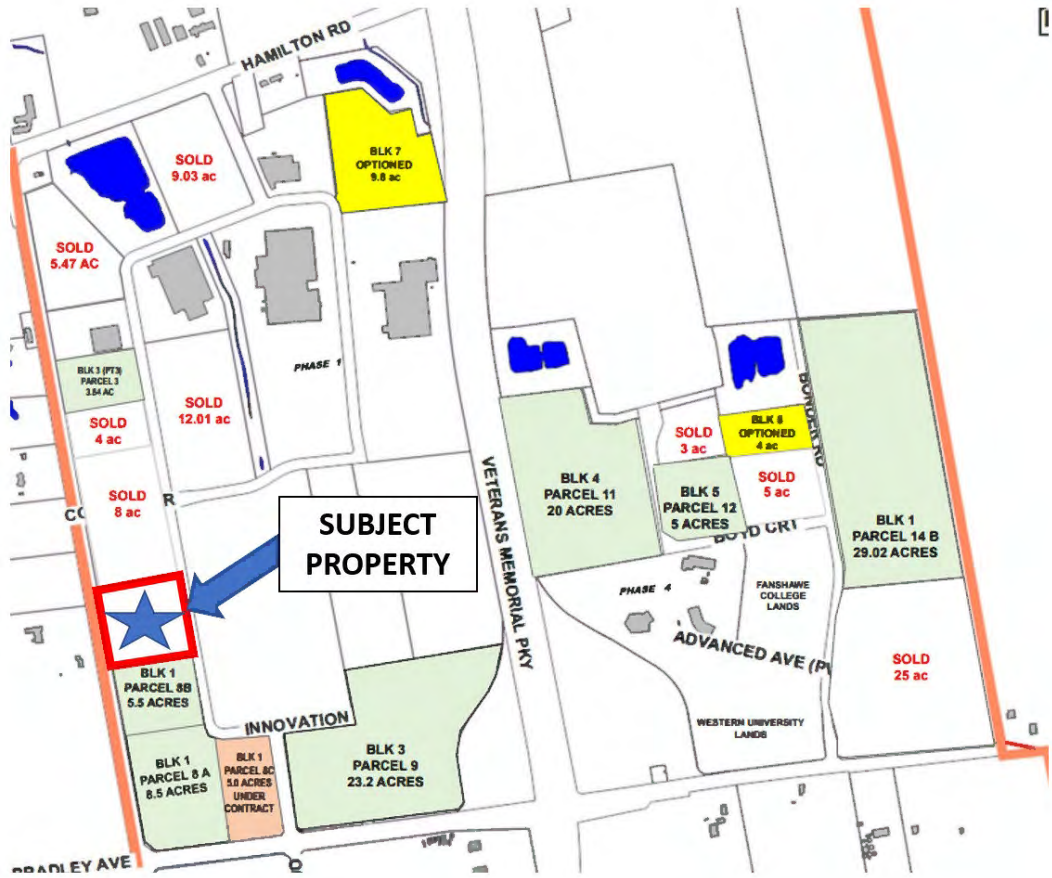 HAMILTON RD
BLK 7
OPTIONED
9.8 ac
SOLD
9.03 ac
SOLD
5.47 AC
PHASE 1
BLK 3 (PT3)
PARCEL 3
3.64 AC
SOLD
4 ac
SOLD
12.01 ac
SOLD
8 ac
SUBJECT
PROPERTY
VETERANS MEMORIAL PKY
BLK 4
PARCEL 11
20 ACRES
SOLD
3 ac
BLK 6
OPTIONED
4 ac
BLK 5
PARCEL 12
5 ACRES
SOLD
5 ac
BLK 1
PARCEL 14 B
29.02 ACRES
BOYD CRT
PHASE 4
FANSHAWE
COLLEGE
LANDS
ADVANCED AVE (P
SOLD
25 ac
WESTERN UNIVERSITY
LANDS
BLK 1
PARCEL 8B
5.5 ACRES
INNOVATION
BLK 3
PARCEL 9
23.2 ACRES
BLK 1
PARCEL 8 A
8.5 ACRES
BLK 1
PARCEL 8C
5.0 ACRES
UNDER
CONTRACT
BRADLEY AVE